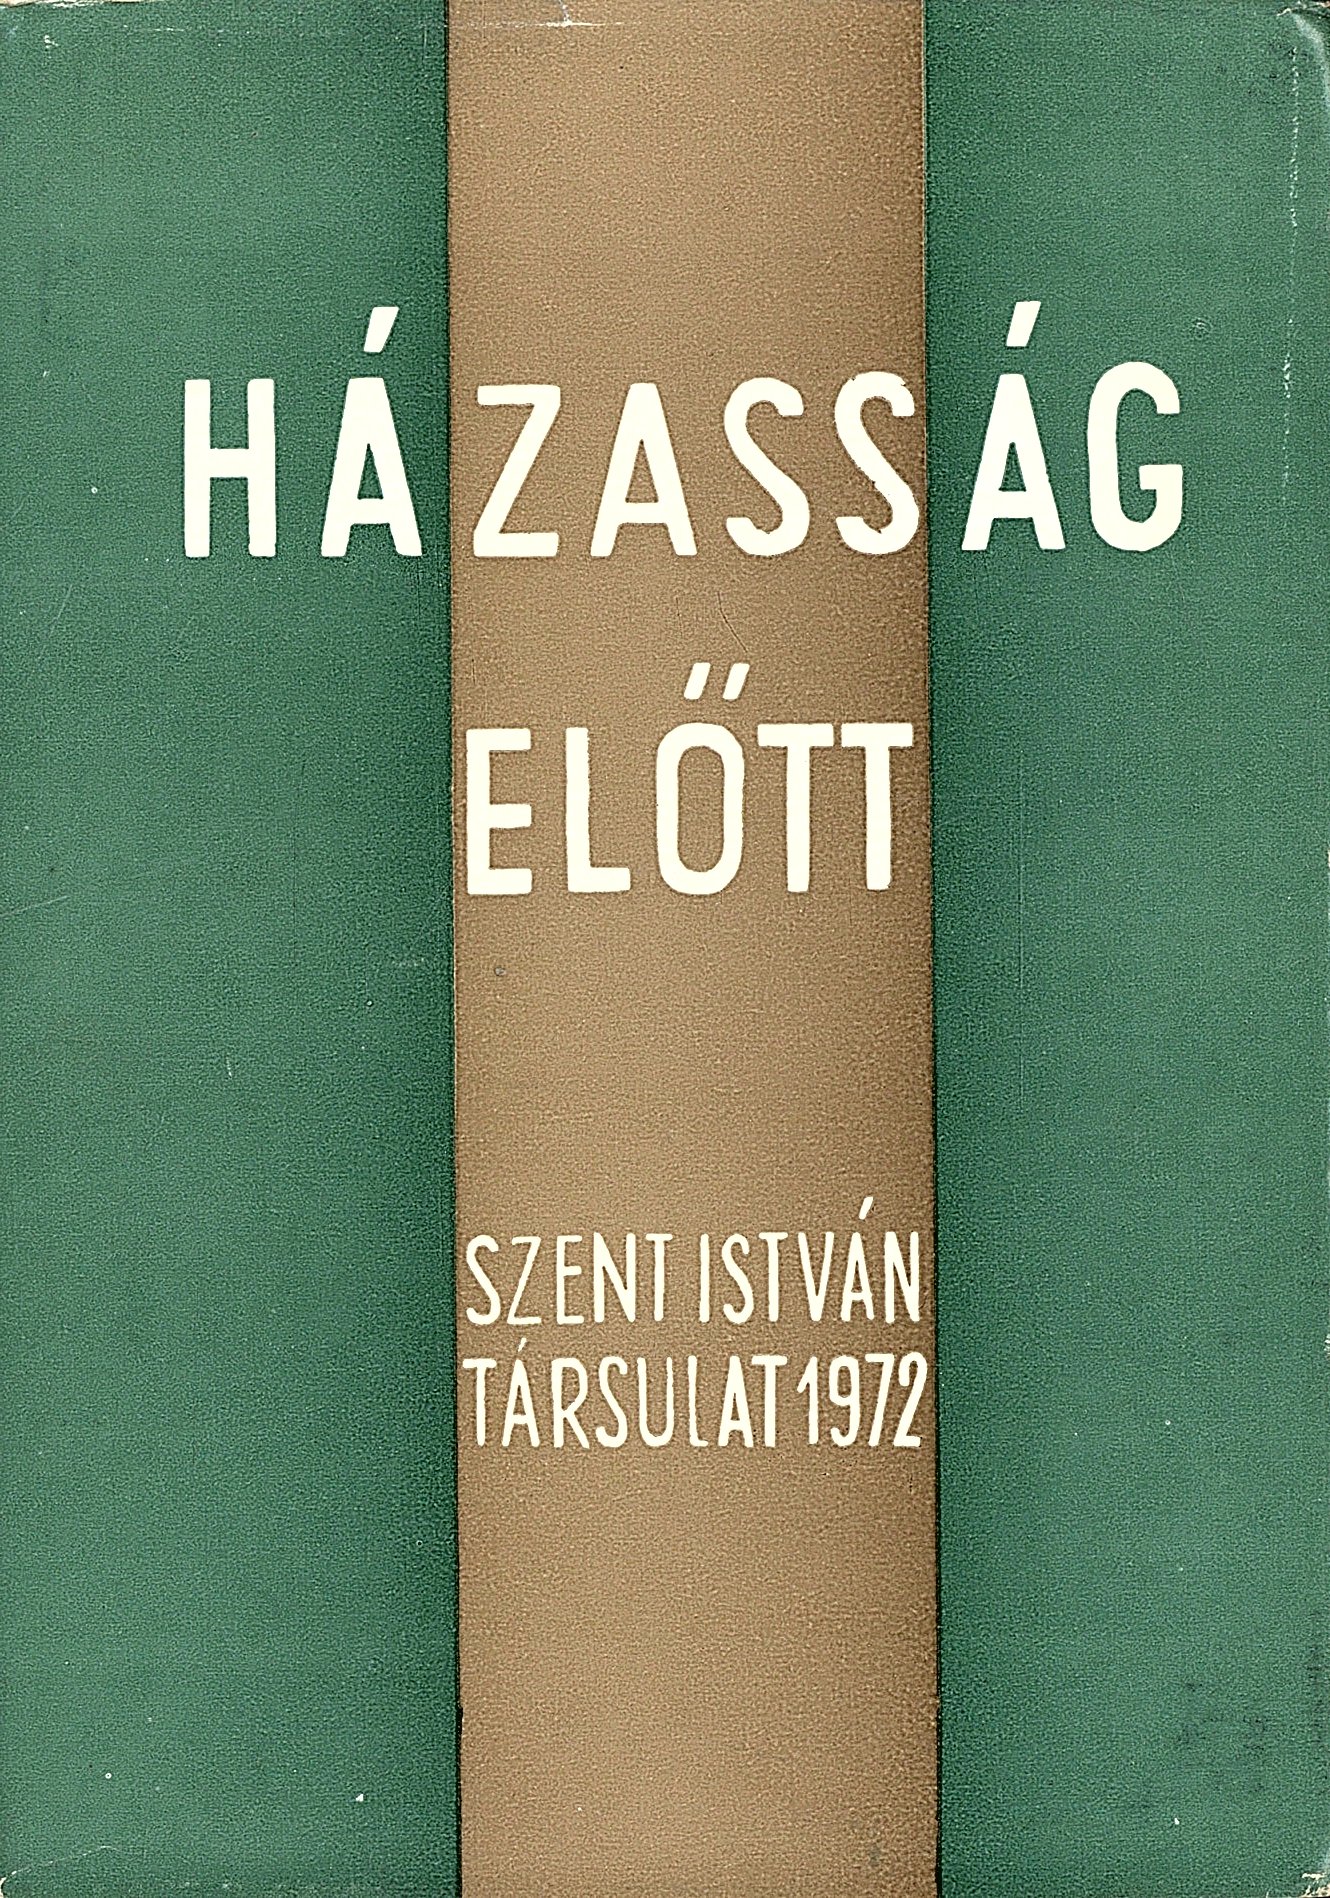 HÁZASSÁG
ELŐTT
SZENT ISTVÁN
TÁRSULAT 1972